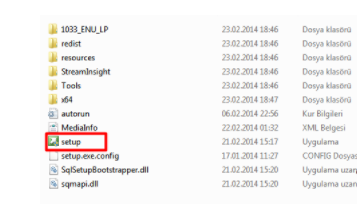 1033_ENU_LP 23.02.2014 18:46 Dosya klasörü
redist 23.02.2014 18:46 Dosya klasörü
resources 23.02.2014 18:46 Dosya klasörü
StreamInsight 23.02.2014 18:46 Dosya klasörü
Tools 23.02.2014 18:46 Dosya klasörü
x64 23.02.2014 18:47 Dosya klasörü
autorun 06.02.2014 22:56 Kur Bilgileri
MediaInfo 22.02.2014 01:32 XML Belgesi
setup 21.02.2014 15:17 Uygulama
setup.exe.config 17.01.2014 11:27 CONFIG Dosyas
SqlSetupBootstrapper.dll 21.02.2014 15:20 Uygulama uzan
sqmapi.dll 21.02.2014 15:20 Uygulama uzan